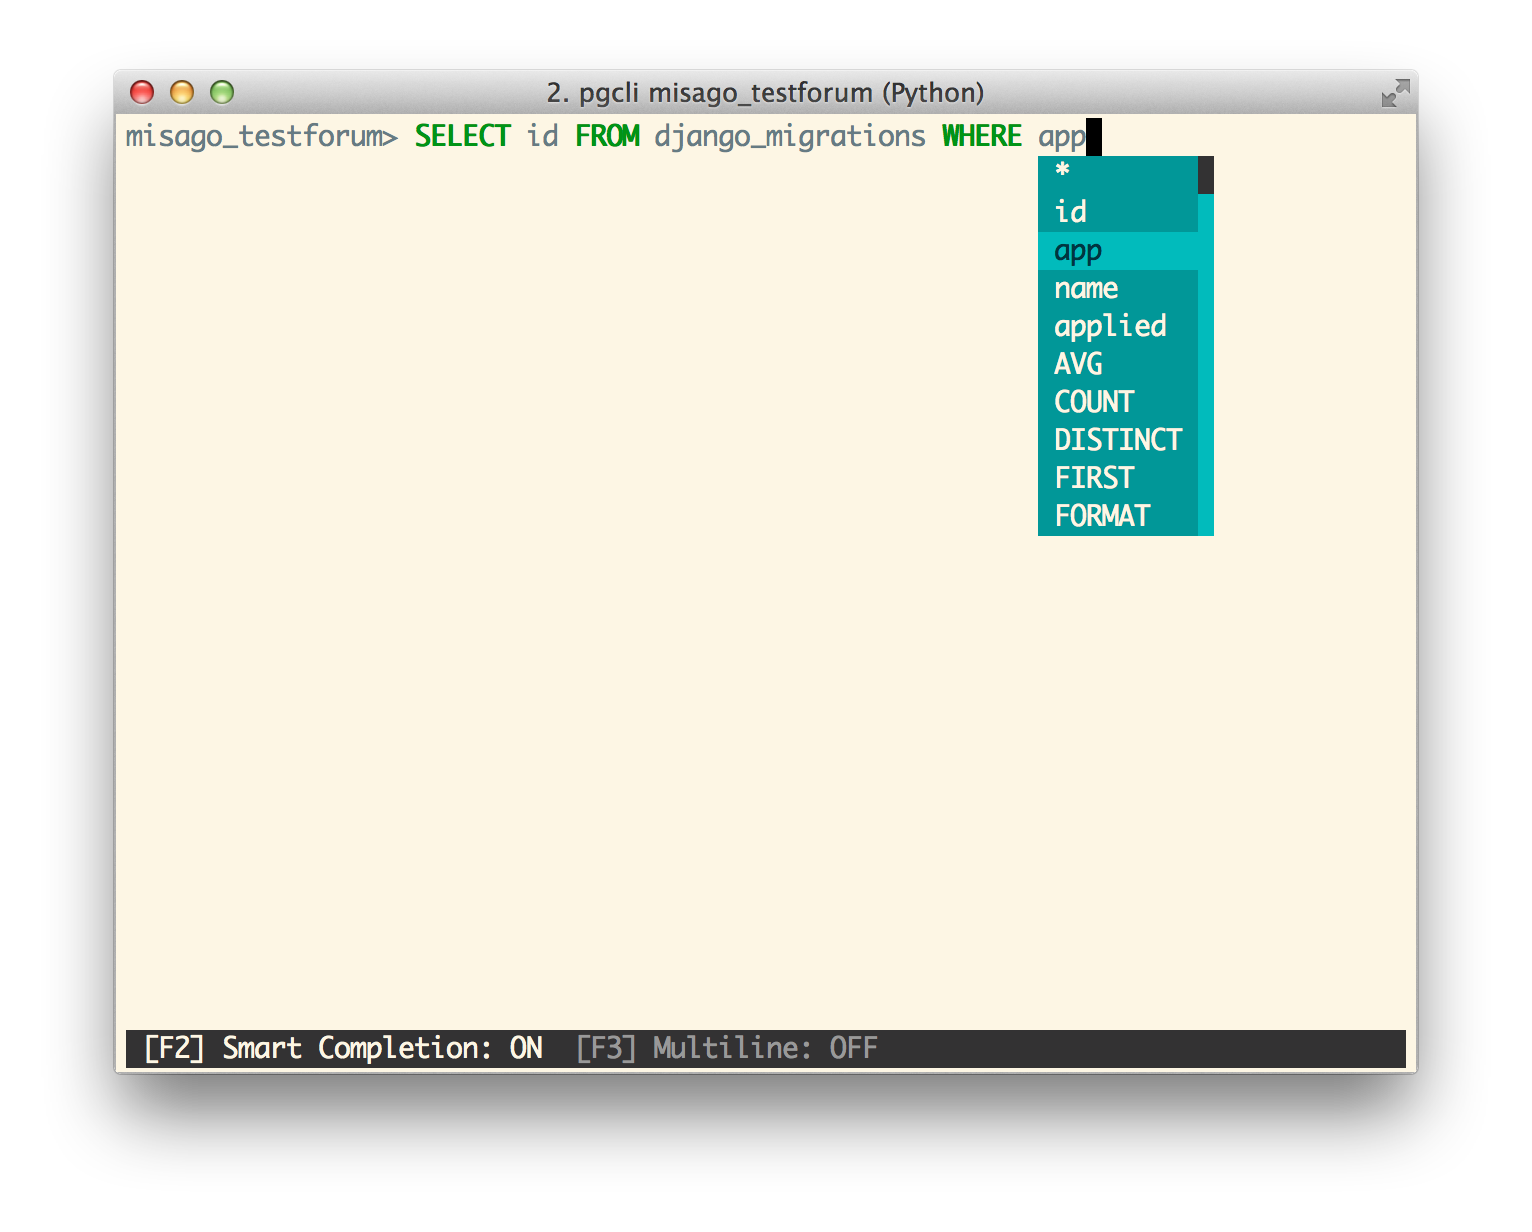 2. pgcli misago_testforum (Python)
misago_testforum> SELECT id FROM django_migrations WHERE app
*
id
app
name
applied
AVG
COUNT
DISTINCT
FIRST
FORMAT
[F2] Smart Completion: ON  [F3] Multiline: OFF